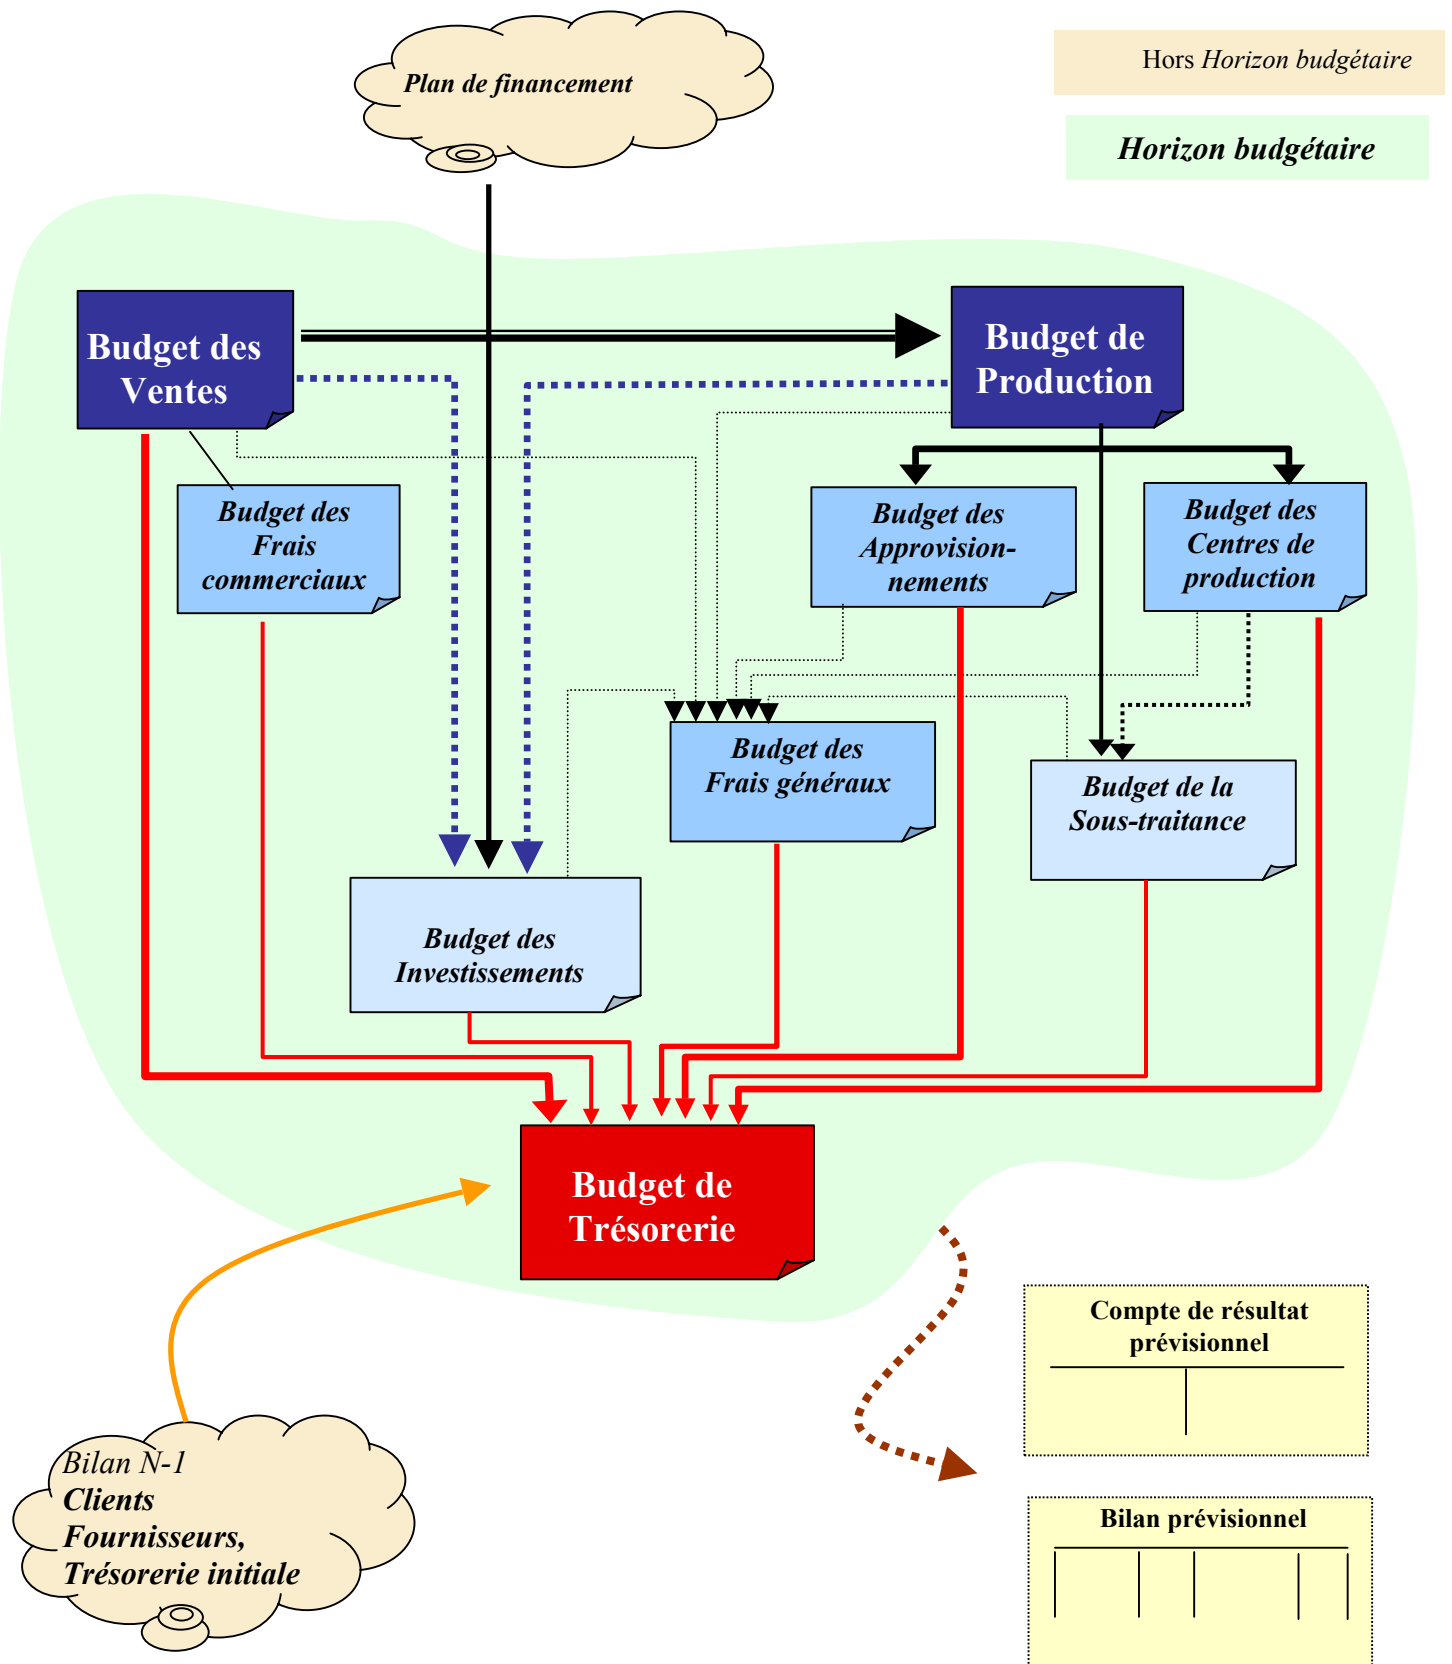 Plan de financement
Hors Horizon budgétaire
Horizon budgétaire
Budget des
Ventes
Budget de
Production
Budget des
Frais
commerciaux
Budget des
Approvision-
nements
Budget des
Centres de
production
Budget des
Frais généraux
Budget de la
Sous-traitance
Budget des
Investissements
Budget de
Trésorerie
Compte de résultat
prévisionnel
Bilan N-1
Clients
Fournisseurs,
Trésorerie initiale
Bilan prévisionnel